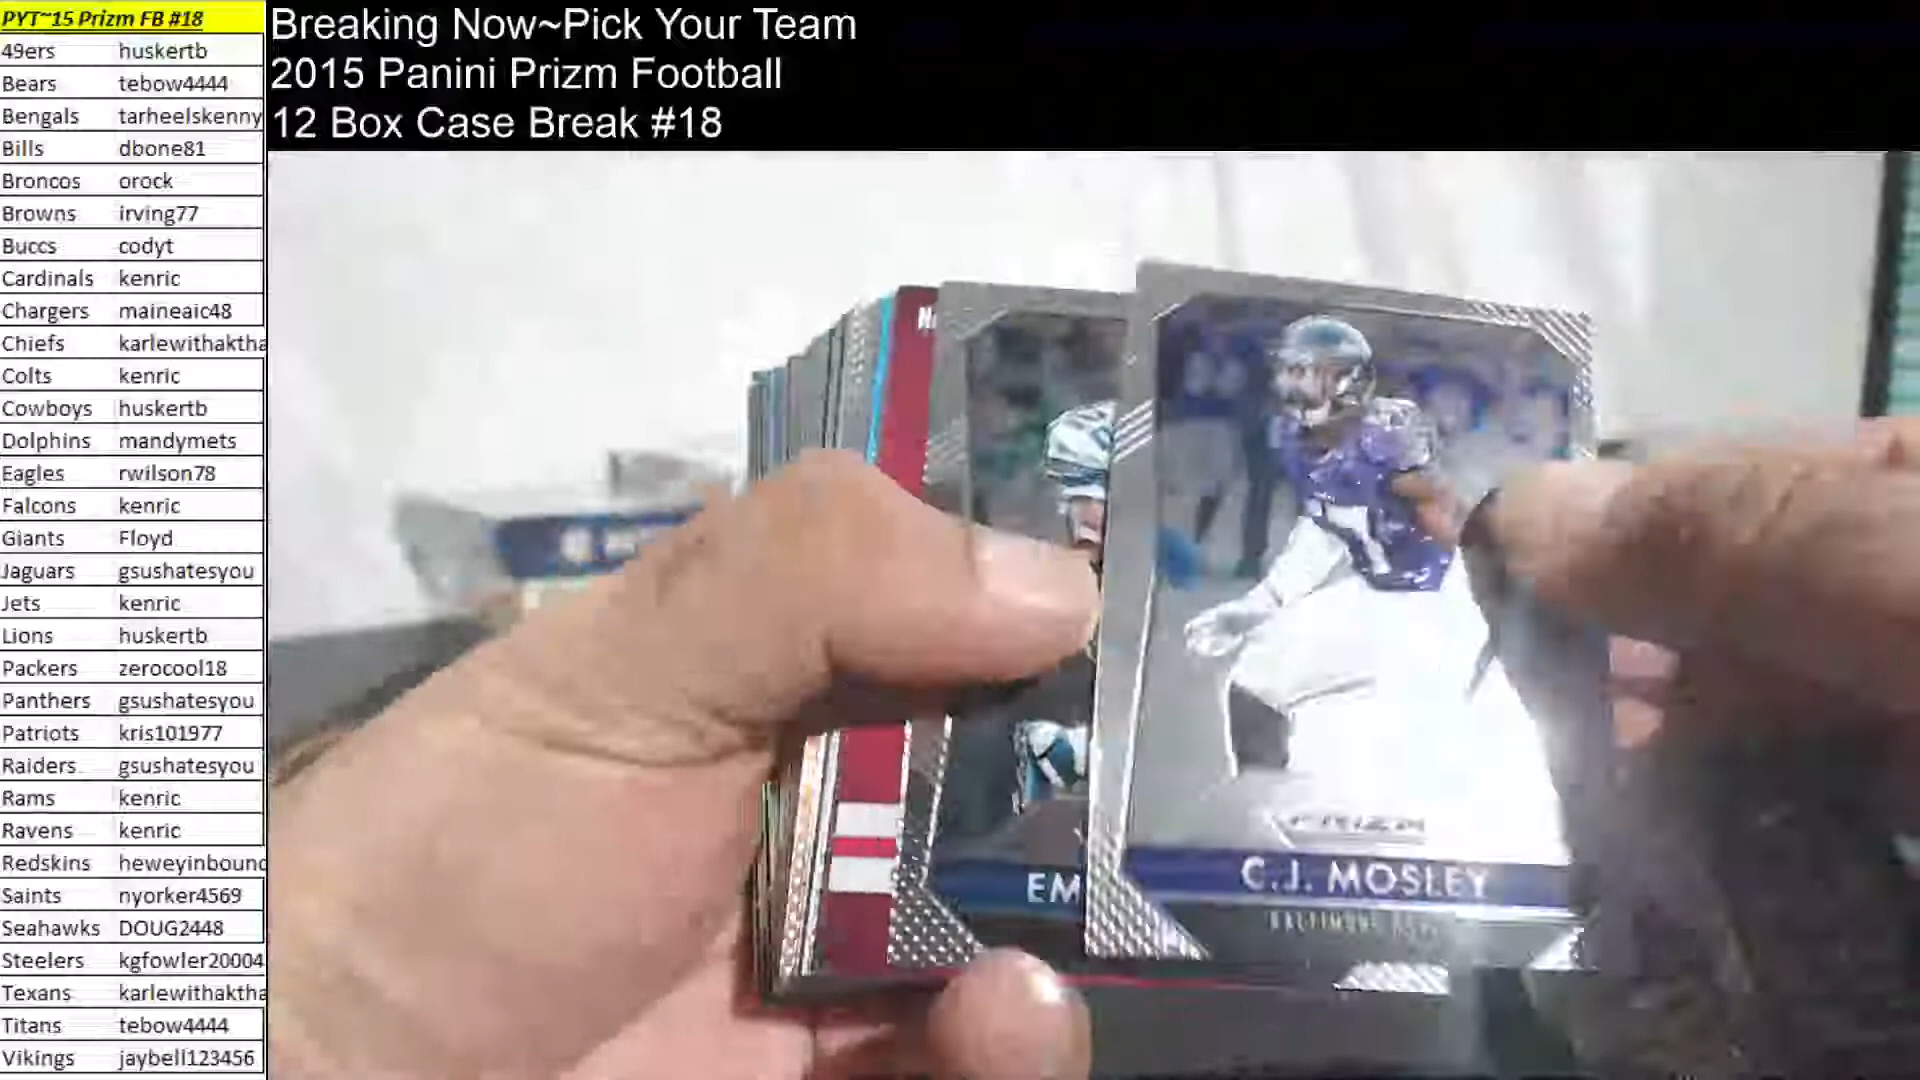 PYT~15 Prizm FB #18
49ers huskertb
Bears tebow4444
Bengals tarheelskenny
Bills dbone81
Broncos orock
Browns irving77
Buccs codyt
Cardinals kenric
Chargers maineaic48
Chiefs karlewithaktha
Colts kenric
Cowboys huskertb
Dolphins mandymets
Eagles rwilson78
Falcons kenric
Giants Floyd
Jaguars gsushatesyou
Jets kenric
Lions huskertb
Packers zerocool18
Panthers gsushatesyou
Patriots kris101977
Raiders gsushatesyou
Rams kenric
Ravens kenric
Redskins heweyinbound
Saints nyorker4569
Seahawks DOUG2448
Steelers kgfowler20004
Texans karlewithaktha
Titans tebow4444
Vikings jaybell123456
Breaking Now~Pick Your Team
2015 Panini Prizm Football
12 Box Case Break #18
PRIZM
EM
C.J. MOSLEY
BALTIMORE